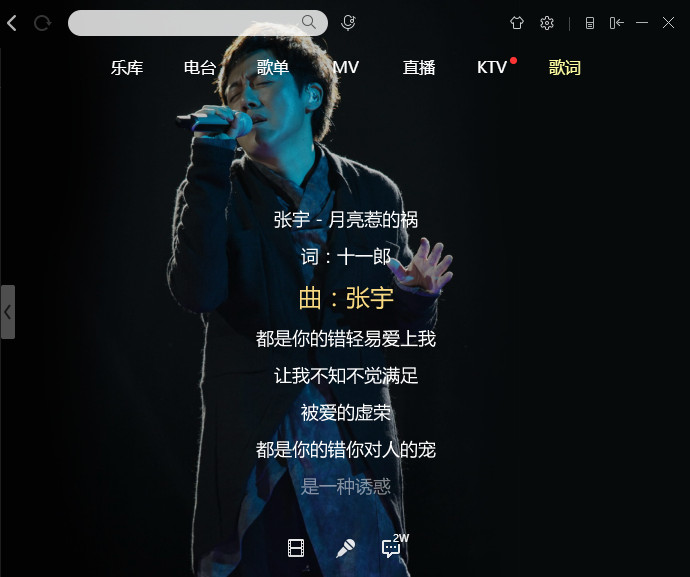 乐库 电台 歌单 MV 直播 KTV 歌词
张宇 - 月亮惹的祸
词：十一郎
曲：张宇
都是你的错轻易爱上我
让我不知不觉满足
被爱的虚荣
都是你的错你对人的宠
是一种诱惑
2W